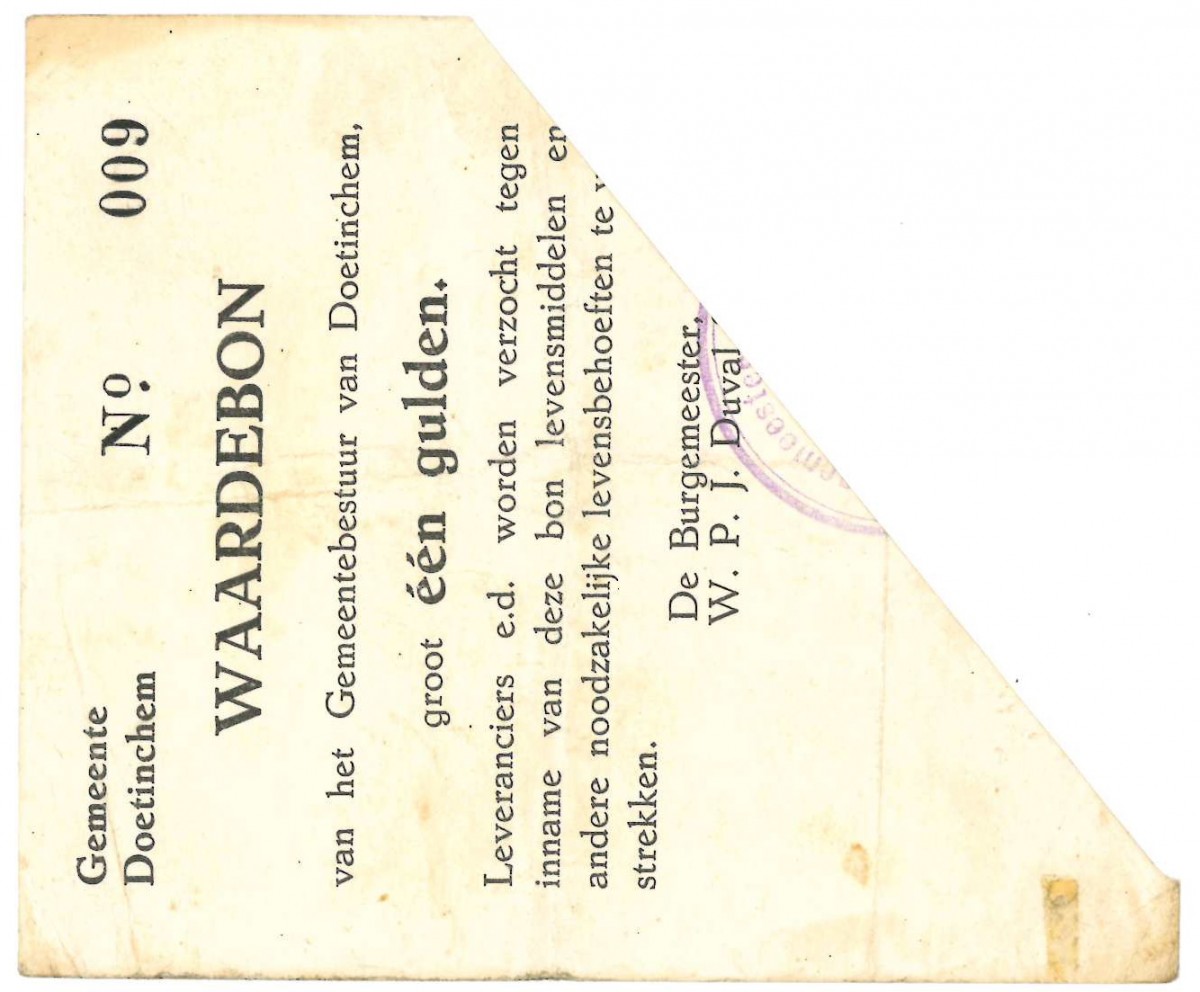 Gemeente
Doetinchem
Nº. 009
WAARDEBON
van het Gemeentebestuur van Doetinchem,
groot één gulden.
Leveranciers e.d. worden verzocht tegen
inname van deze bon levensmiddelen en
andere noodzakelijke levensbehoeften te
strekken.
De Burgemeester,
W. P. J. Duval